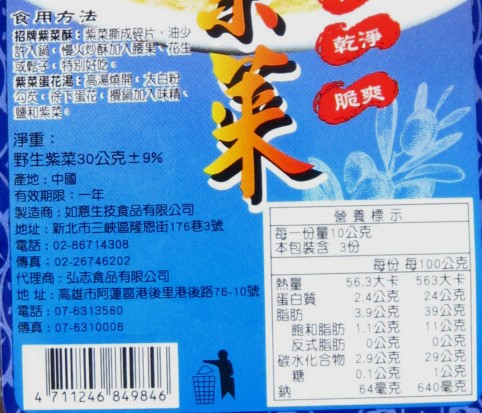 食用方法
招牌紫菜酥：紫菜撕成碎片，油少
許入鍋，慢火炒酥加入腰果、花生
或蝦子，特別好吃。
紫菜蛋花湯：高湯燒開，太白粉
勾芡，徐下蛋花，攪鍋加入味精、
鹽和紫菜。
紫菜
乾淨
脆爽
淨重：
野生紫菜30公克±9%
產地：中國
有效期限：一年
製造商：如意生技食品有限公司
地址：新北市三峽區隆恩街176巷3號
電話：02-86714308
傳真：02-26746202
代理商：弘志食品有限公司
地 址：高雄市阿蓮區港後里港後路76-10號
電話：07-6313580
傳真：07-6310008
營養標示
每一份量10公克
本包裝含 3份
每份 每100公克
熱量 56.3大卡 563大卡
蛋白質 2.4公克 24公克
脂肪 3.9公克 39公克
飽和脂肪 1.1公克 11公克
反式脂肪 0公克 0公克
碳水化合物 2.9公克 29公克
糖 0.1公克 1公克
鈉 64毫克 640毫克
4 711246 849846